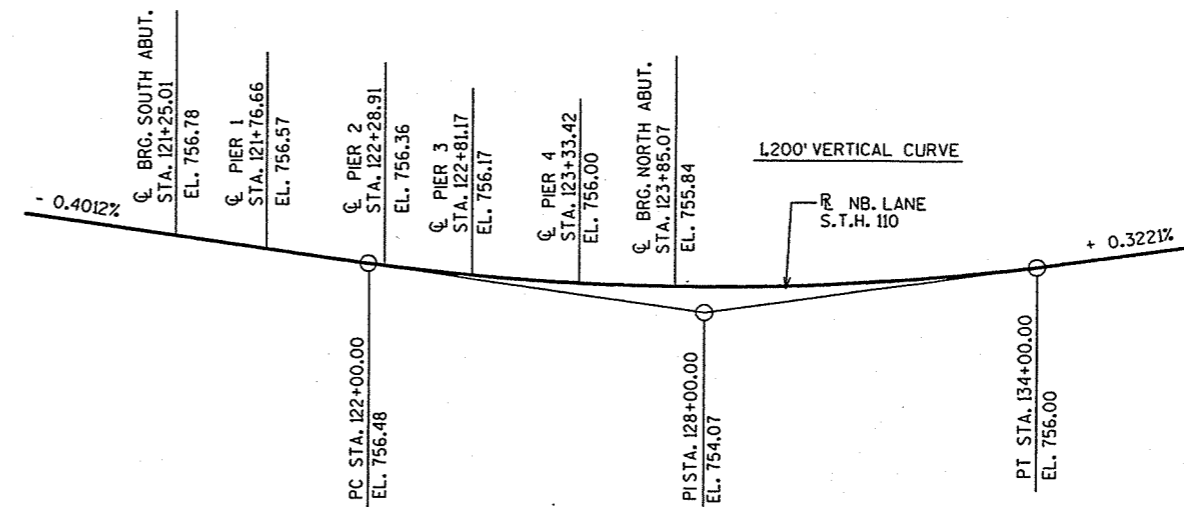 ℄ BRG. SOUTH ABUT.
STA. 121+25.01
EL. 756.78
℄ PIER 1
STA. 121+76.66
EL. 756.57
℄ PIER 2
STA. 122+28.91
EL. 756.36
℄ PIER 3
STA. 122+81.17
EL. 756.17
℄ PIER 4
STA. 123+33.42
EL. 756.00
℄ BRG. NORTH ABUT.
STA. 123+85.07
EL. 755.84
1,200' VERTICAL CURVE
- 0.4012%
PL NB. LANE
S.T.H. 110
+ 0.3221%
PC STA. 122+00.00
EL. 756.48
PI STA. 128+00.00
EL. 754.07
PT STA. 134+00.00
EL. 756.00